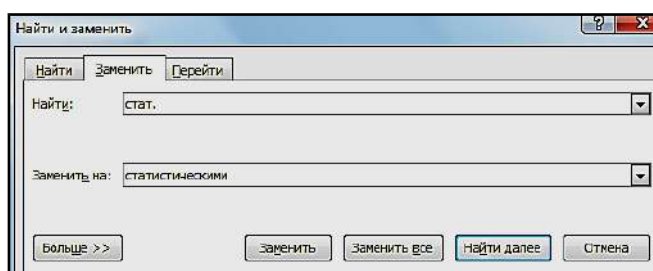 Найти и заменить
Найти Заменить Перейти
Найти: стат.
Заменить на: статистическими
Больше >> Заменить Заменить все Найти далее Отмена